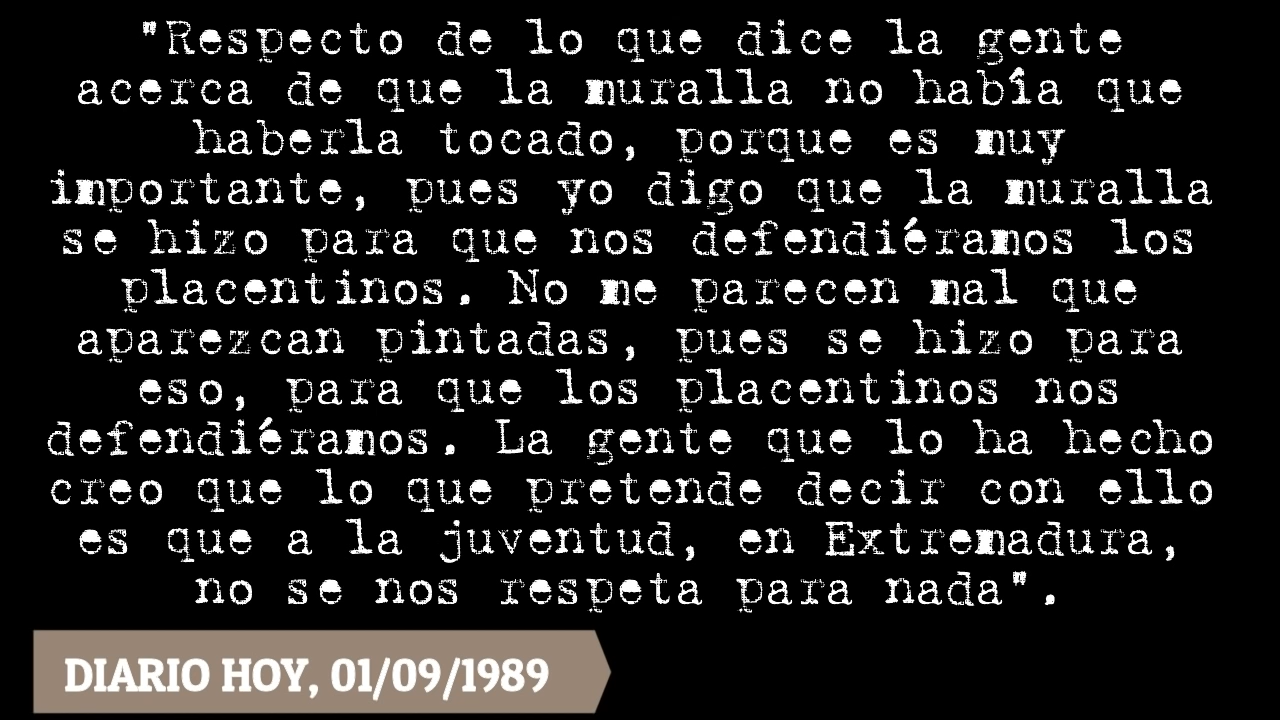 "Respecto de lo que dice la gente
acerca de que la muralla no había que
haberla tocado, porque es muy
importante, pues yo digo que la muralla
se hizo para que nos defendiéramos los
placentinos. No me parecen mal que
aparezcan pintadas, pues se hizo para
eso, para que los placentinos nos
defendiéramos. La gente que lo ha hecho
creo que lo que pretende decir con ello
es que a la juventud, en Extremadura,
no se nos respeta para nada".
DIARIO HOY, 01/09/1989